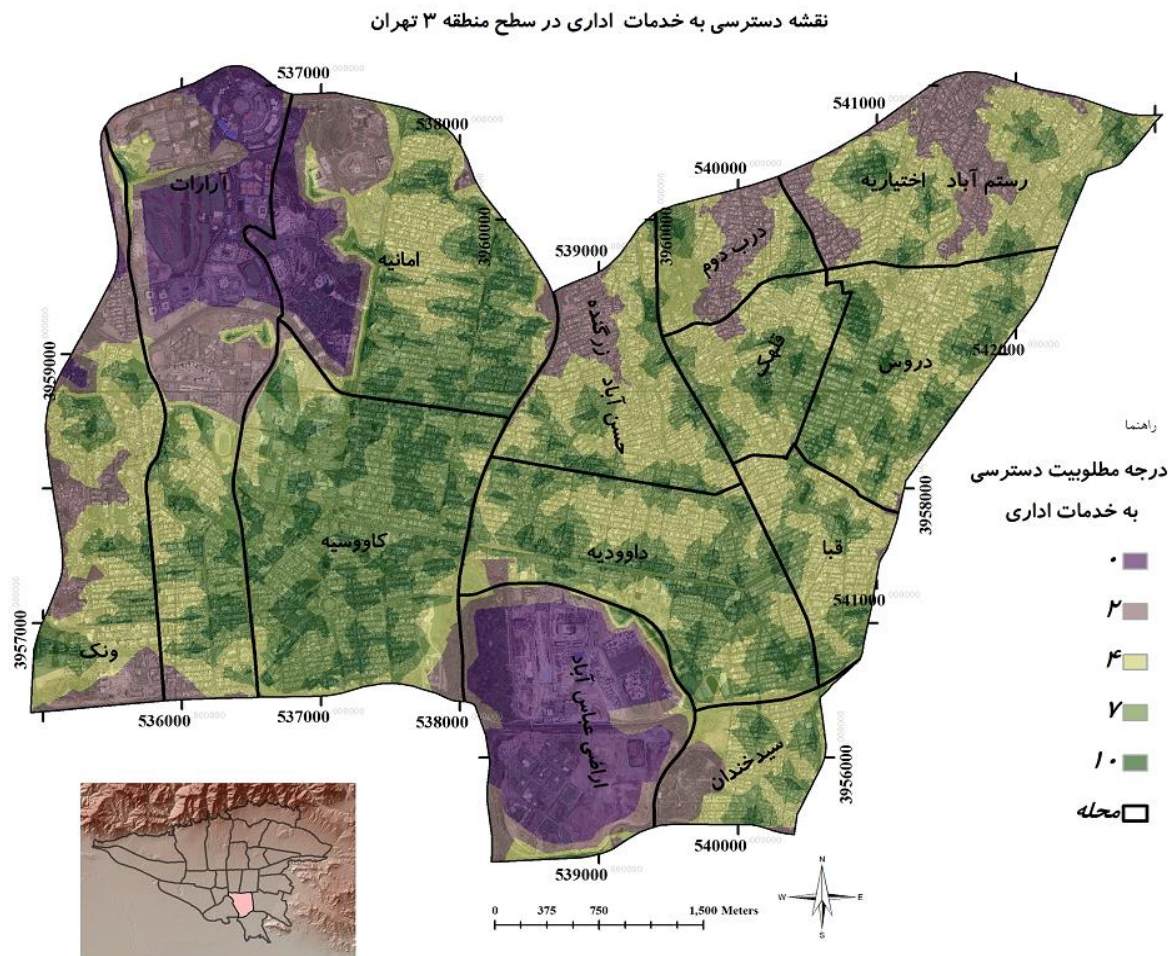 نقشه دسترسی به خدمات اداری در سطح منطقه ۳ تهران
537000
541000
538000
540000
آرارات
اختیاریه
رستم آباد
3960000
3960000
درب دوم
539000
امانیه
زرگنده
قلهک
دروس
542000
3959000
حسن آباد
راهنما
درجه مطلوبیت دسترسی
به خدمات اداری
3958000
کاووسیه
داوودیه
قبا
۰
541000
۲
3957000
ونک
۴
اراضی عباس آباد
536000
537000
538000
۷
سیدخندان
3956000
۱۰
محله
540000
539000
N
W
E
S
0
375
750
1,500 Meters